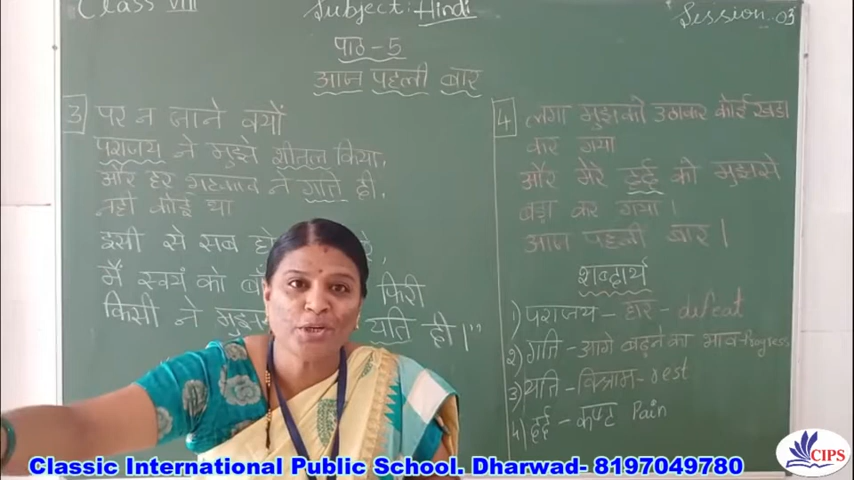 Class VIII
Subject: Hindi
Session 03
पाठ-5
आज पहली बार
3
पर न जाने क्यों
पराजय ने मुझे शीतल किया,
और हर भटकाव ने गति दी,
नहीं कोई था
इसी से सब हो
मैं स्वयं को बाँ फिरी
किसी ने मुझ यति दी।"
4
लगा मुझको उठाकर कोई खडा
कर गया
और मेरे दर्द को मुझसे
बड़ा कर गया।
आज पहली बार।
शब्दार्थ
1) पराजय - हार - defeat
2) गति - आगे बढ़ने का भाव - Progress
3) यति - विश्राम - rest
4) दर्द - कष्ट Pain
Classic International Public School. Dharwad- 8197049780
CIPS